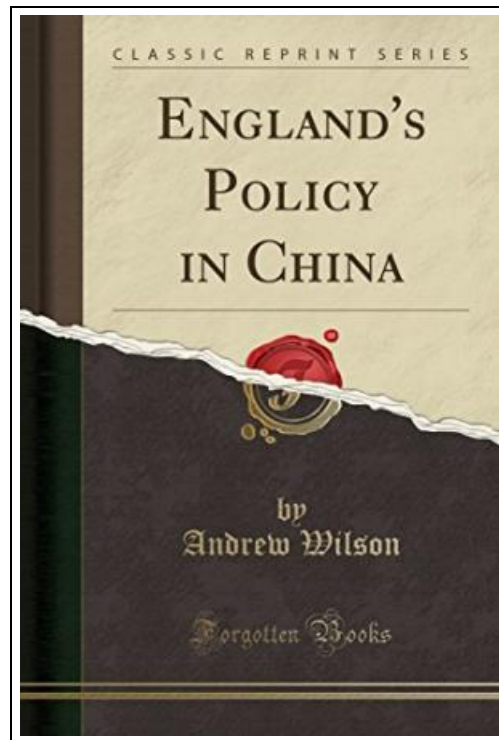 CLASSIC REPRINT SERIES
ENGLAND'S
POLICY
IN CHINA
by
Andrew Wilson
Forgotten Books